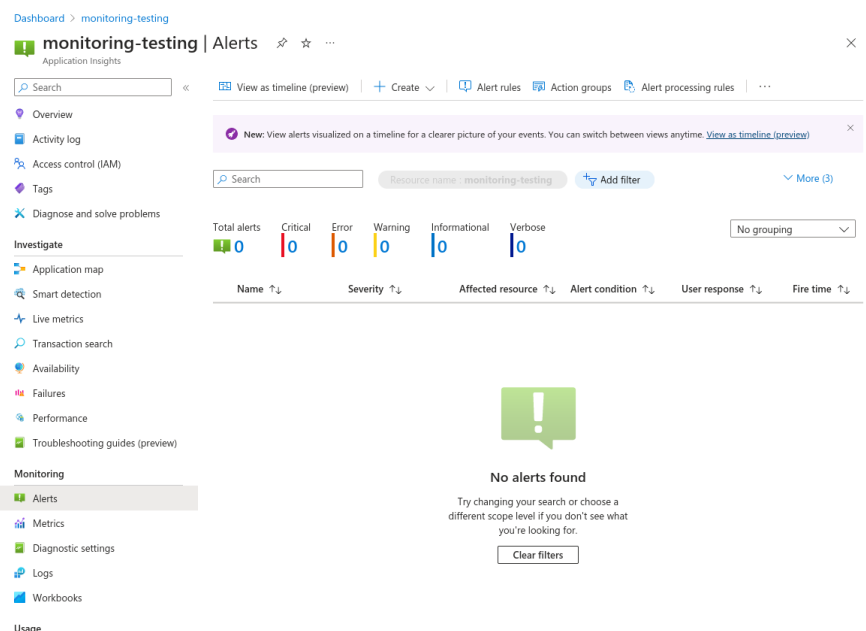 Dashboard > monitoring-testing
monitoring-testing | Alerts
Application Insights
Search
Overview
Activity log
Access control (IAM)
Tags
Diagnose and solve problems
Investigate
Application map
Smart detection
Live metrics
Transaction search
Availability
Failures
Performance
Troubleshooting guides (preview)
Monitoring
Alerts
Metrics
Diagnostic settings
Logs
Workbooks
Usage
View as timeline (preview) Create Alert rules Action groups Alert processing rules
New: View alerts visualized on a timeline for a clearer picture of your events. You can switch between views anytime. View as timeline (preview)
Search Resource name : monitoring-testing Add filter More (3)
Total alerts Critical Error Warning Informational Verbose
0 0 0 0 0 0
No grouping
Name Severity Affected resource Alert condition User response Fire time
No alerts found
Try changing your search or choose a
different scope level if you don't see what
you're looking for.
Clear filters